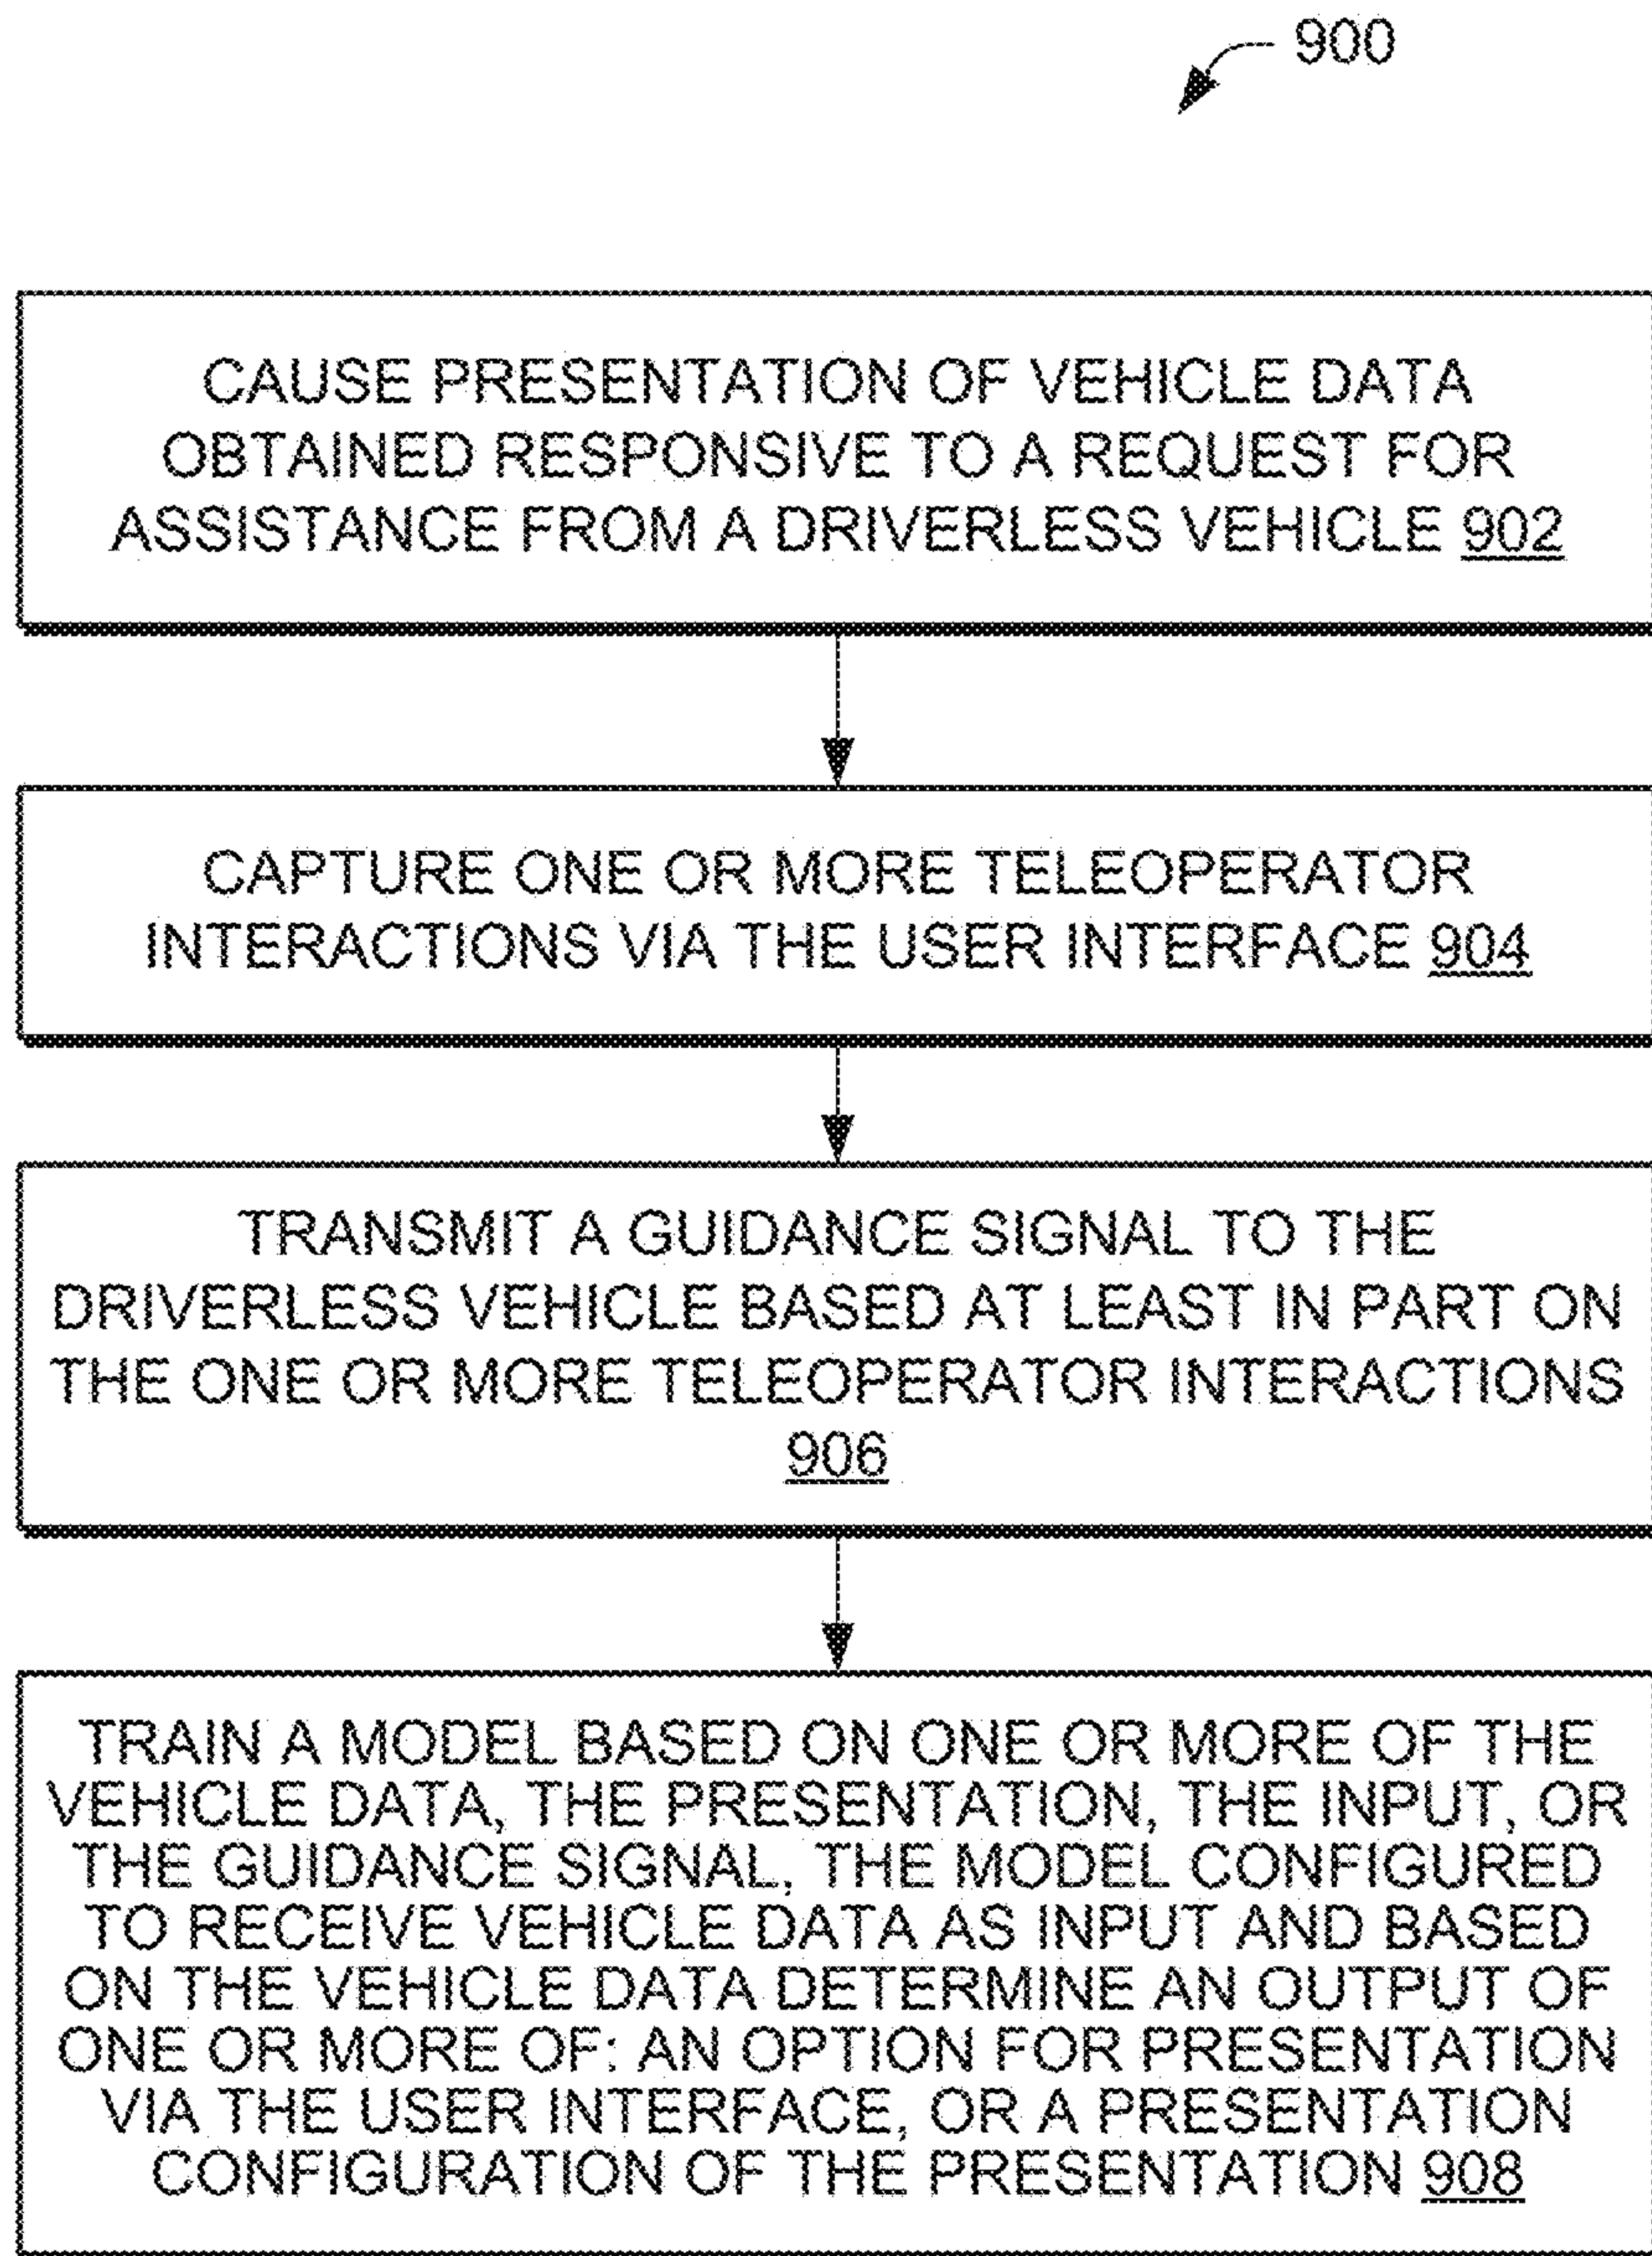 900
CAUSE PRESENTATION OF VEHICLE DATA
OBTAINED RESPONSIVE TO A REQUEST FOR
ASSISTANCE FROM A DRIVERLESS VEHICLE 902
CAPTURE ONE OR MORE TELEOPERATOR
INTERACTIONS VIA THE USER INTERFACE 904
TRANSMIT A GUIDANCE SIGNAL TO THE
DRIVERLESS VEHICLE BASED AT LEAST IN PART ON
THE ONE OR MORE TELEOPERATOR INTERACTIONS
906
TRAIN A MODEL BASED ON ONE OR MORE OF THE
VEHICLE DATA, THE PRESENTATION, THE INPUT, OR
THE GUIDANCE SIGNAL, THE MODEL CONFIGURED
TO RECEIVE VEHICLE DATA AS INPUT AND BASED
ON THE VEHICLE DATA DETERMINE AN OUTPUT OF
ONE OR MORE OF: AN OPTION FOR PRESENTATION
VIA THE USER INTERFACE, OR A PRESENTATION
CONFIGURATION OF THE PRESENTATION 908